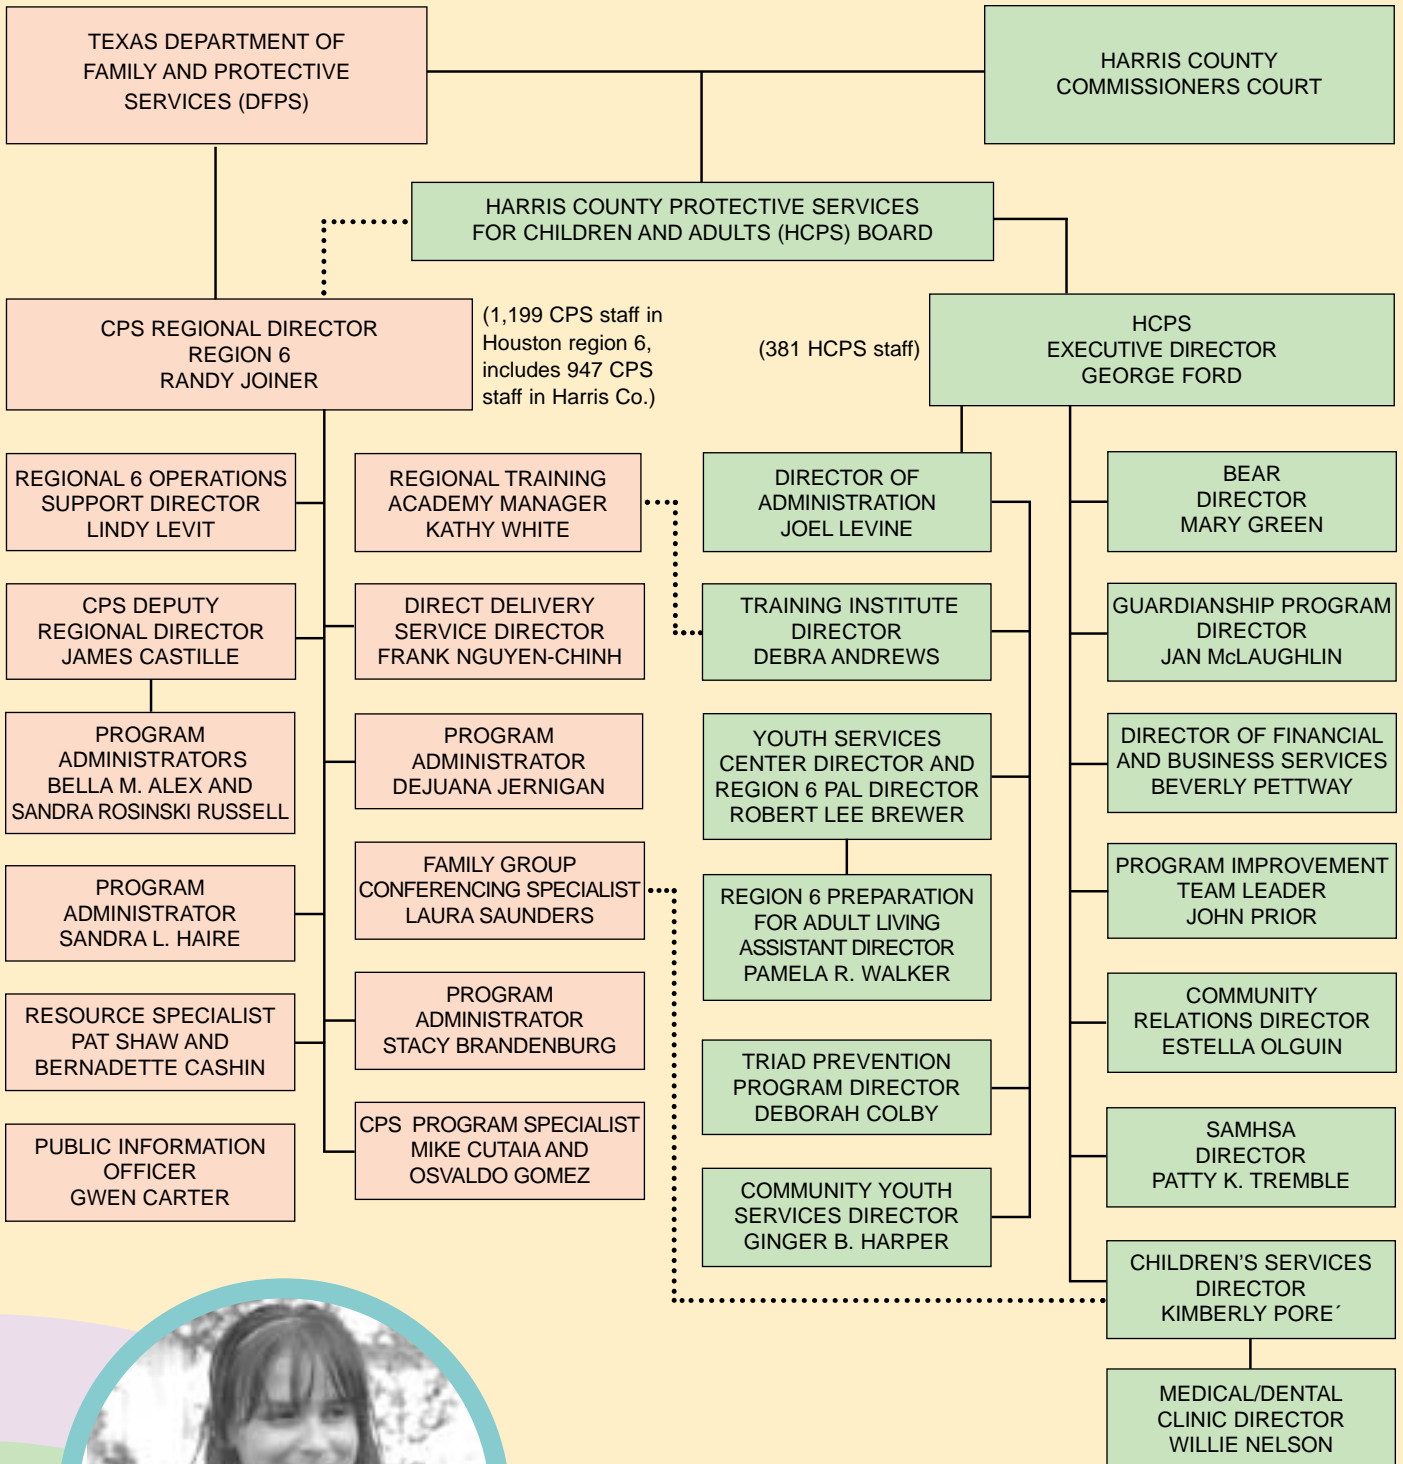 TEXAS DEPARTMENT OF
FAMILY AND PROTECTIVE
SERVICES (DFPS)
HARRIS COUNTY
COMMISSIONERS COURT
HARRIS COUNTY PROTECTIVE SERVICES
FOR CHILDREN AND ADULTS (HCPS) BOARD
CPS REGIONAL DIRECTOR
REGION 6
RANDY JOINER
(1,199 CPS staff in
Houston region 6,
includes 947 CPS
staff in Harris Co.)
(381 HCPS staff)
HCPS
EXECUTIVE DIRECTOR
GEORGE FORD
REGIONAL 6 OPERATIONS
SUPPORT DIRECTOR
LINDY LEVIT
REGIONAL TRAINING
ACADEMY MANAGER
KATHY WHITE
DIRECTOR OF
ADMINISTRATION
JOEL LEVINE
BEAR
DIRECTOR
MARY GREEN
CPS DEPUTY
REGIONAL DIRECTOR
JAMES CASTILLE
DIRECT DELIVERY
SERVICE DIRECTOR
FRANK NGUYEN-CHINH
TRAINING INSTITUTE
DIRECTOR
DEBRA ANDREWS
GUARDIANSHIP PROGRAM
DIRECTOR
JAN McLAUGHLIN
PROGRAM
ADMINISTRATORS
BELLA M. ALEX AND
SANDRA ROSINSKI RUSSELL
PROGRAM
ADMINISTRATOR
DEJUANA JERNIGAN
YOUTH SERVICES
CENTER DIRECTOR AND
REGION 6 PAL DIRECTOR
ROBERT LEE BREWER
DIRECTOR OF FINANCIAL
AND BUSINESS SERVICES
BEVERLY PETTWAY
PROGRAM
ADMINISTRATOR
SANDRA L. HAIRE
FAMILY GROUP
CONFERENCING SPECIALIST
LAURA SAUNDERS
REGION 6 PREPARATION
FOR ADULT LIVING
ASSISTANT DIRECTOR
PAMELA R. WALKER
PROGRAM IMPROVEMENT
TEAM LEADER
JOHN PRIOR
RESOURCE SPECIALIST
PAT SHAW AND
BERNADETTE CASHIN
PROGRAM
ADMINISTRATOR
STACY BRANDENBURG
TRIAD PREVENTION
PROGRAM DIRECTOR
DEBORAH COLBY
COMMUNITY
RELATIONS DIRECTOR
ESTELLA OLGUIN
PUBLIC INFORMATION
OFFICER
GWEN CARTER
CPS PROGRAM SPECIALIST
MIKE CUTAIA AND
OSVALDO GOMEZ
COMMUNITY YOUTH
SERVICES DIRECTOR
GINGER B. HARPER
SAMHSA
DIRECTOR
PATTY K. TREMBLE
CHILDREN'S SERVICES
DIRECTOR
KIMBERLY PORE´
MEDICAL/DENTAL
CLINIC DIRECTOR
WILLIE NELSON